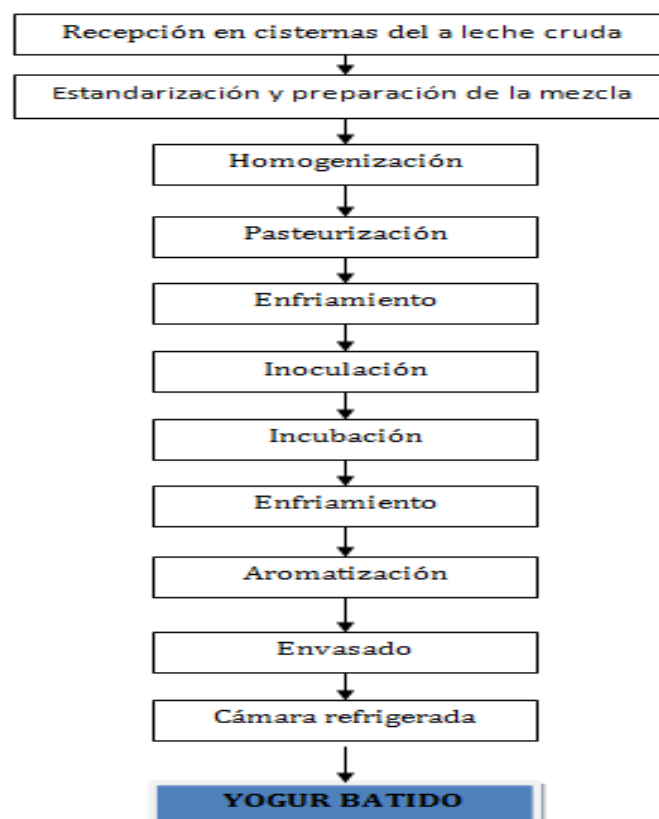 Recepción en cisternas del a leche cruda
Estandarización y preparación de la mezcla
Homogenización
Pasteurización
Enfriamiento
Inoculación
Incubación
Enfriamiento
Aromatización
Envasado
Cámara refrigerada
YOGUR BATIDO